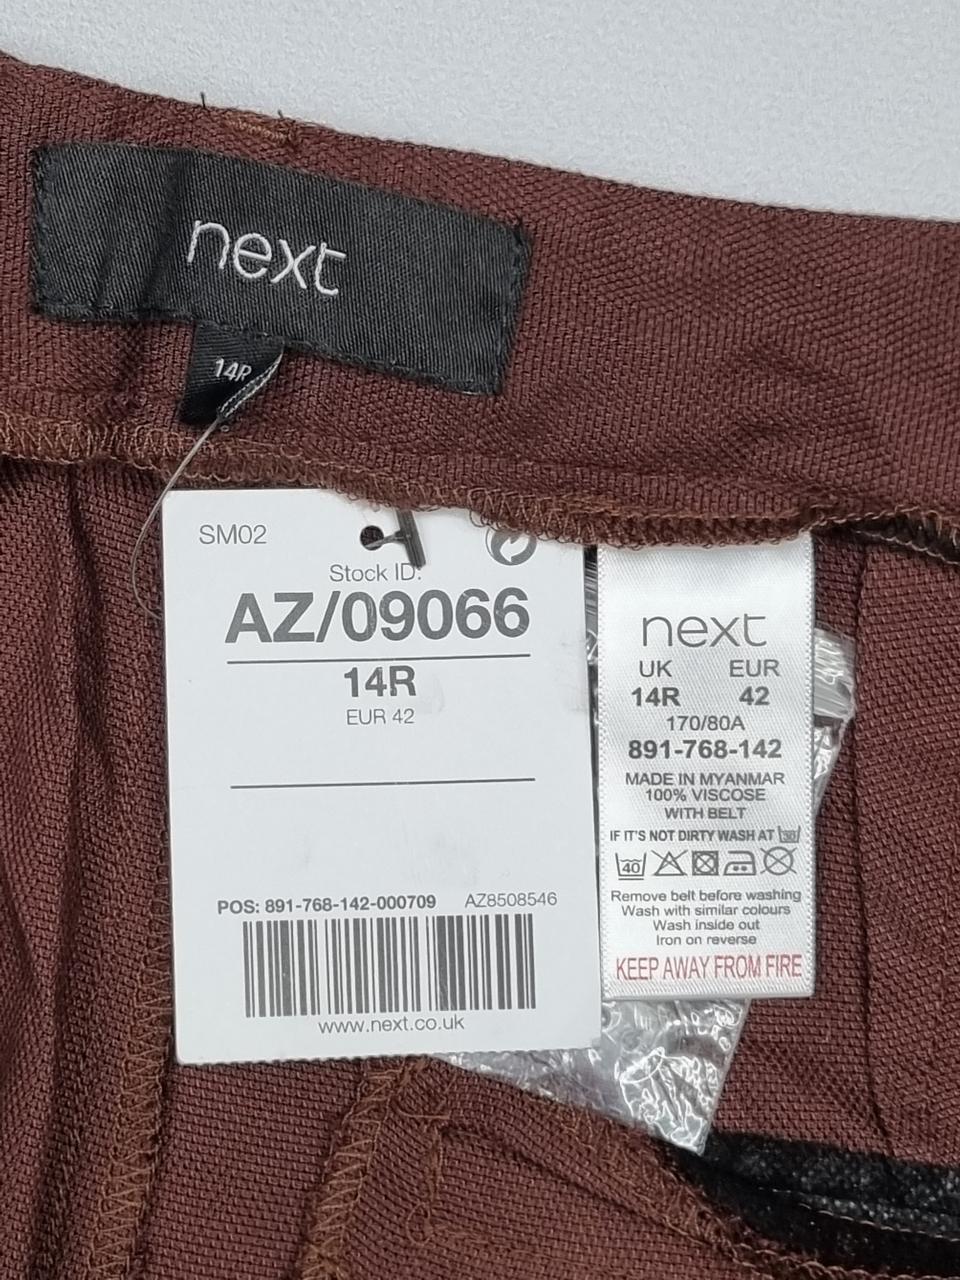 next
14R
SM02
Stock ID:
AZ/09066
14R
EUR 42
POS: 891-768-142-000709 AZ8508546
www.next.co.uk
next
UK EUR
14R 42
170/80A
891-768-142
MADE IN MYANMAR
100% VISCOSE
WITH BELT
IF IT'S NOT DIRTY WASH AT 30
40
Remove belt before washing
Wash with similar colours
Wash inside out
Iron on reverse
KEEP AWAY FROM FIRE